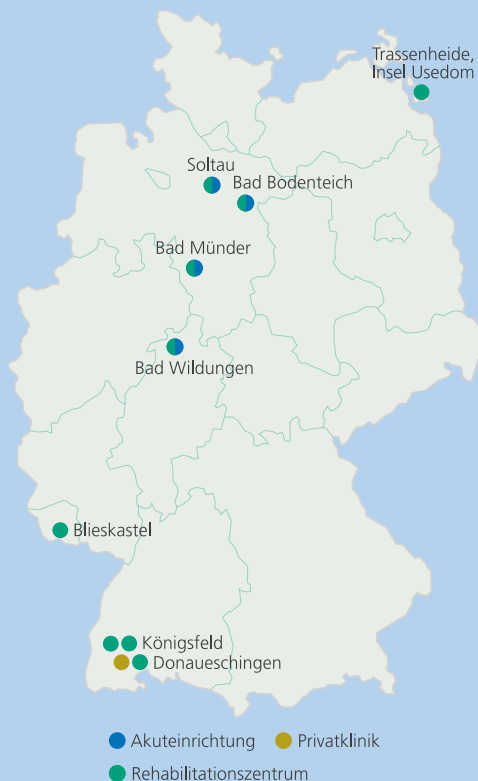 Trassenheide,
Insel Usedom
Soltau
Bad Bodenteich
Bad Münder
Bad Wildungen
Blieskastel
Königsfeld
Donaueschingen
Akuteinrichtung
Privatklinik
Rehabilitationszentrum